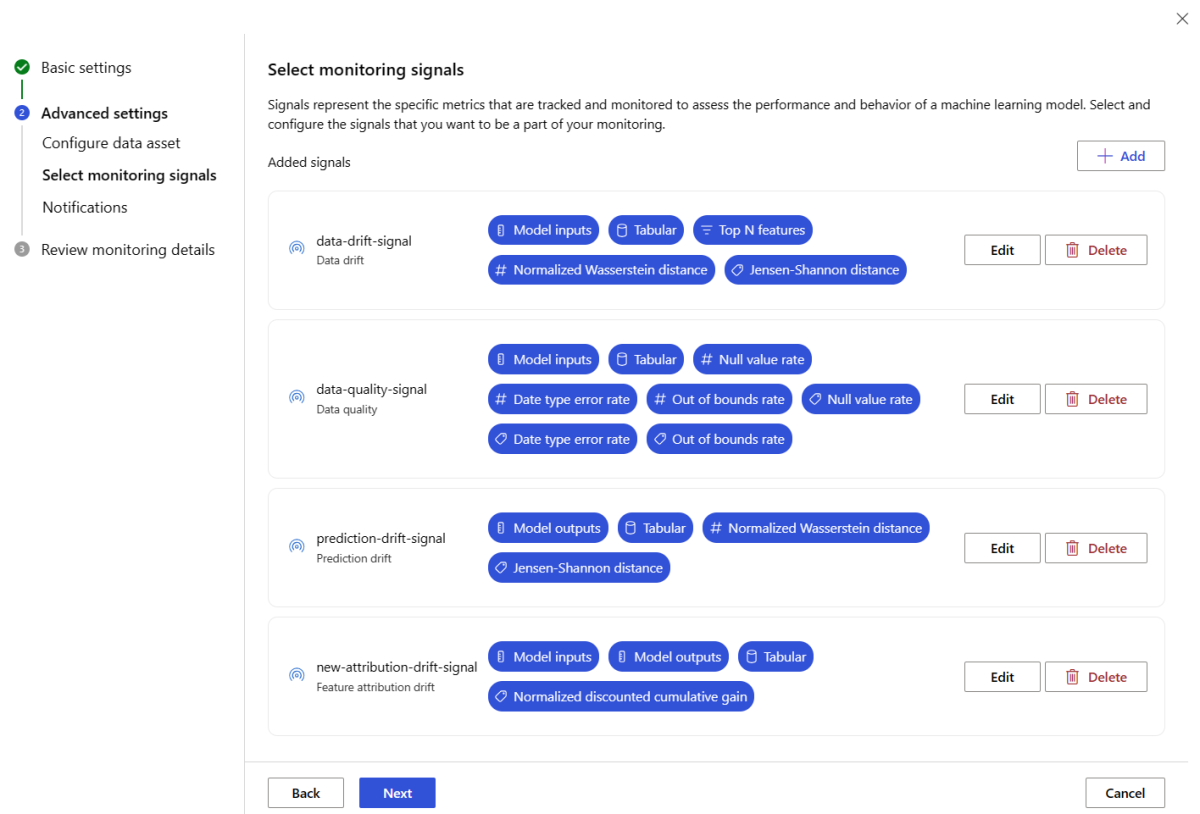 Basic settings
2
Advanced settings
Configure data asset
Select monitoring signals
Notifications
3
Review monitoring details
Select monitoring signals
Signals represent the specific metrics that are tracked and monitored to assess the performance and behavior of a machine learning model. Select and
configure the signals that you want to be a part of your monitoring.
Added signals
+ Add
data-drift-signal
Data drift
Model inputs Tabular Top N features
# Normalized Wasserstein distance Jensen-Shannon distance
Edit Delete
data-quality-signal
Data quality
Model inputs Tabular # Null value rate
# Date type error rate # Out of bounds rate Null value rate
Date type error rate Out of bounds rate
Edit Delete
prediction-drift-signal
Prediction drift
Model outputs Tabular # Normalized Wasserstein distance
Jensen-Shannon distance
Edit Delete
new-attribution-drift-signal
Feature attribution drift
Model inputs Model outputs Tabular
Normalized discounted cumulative gain
Edit Delete
Back Next Cancel